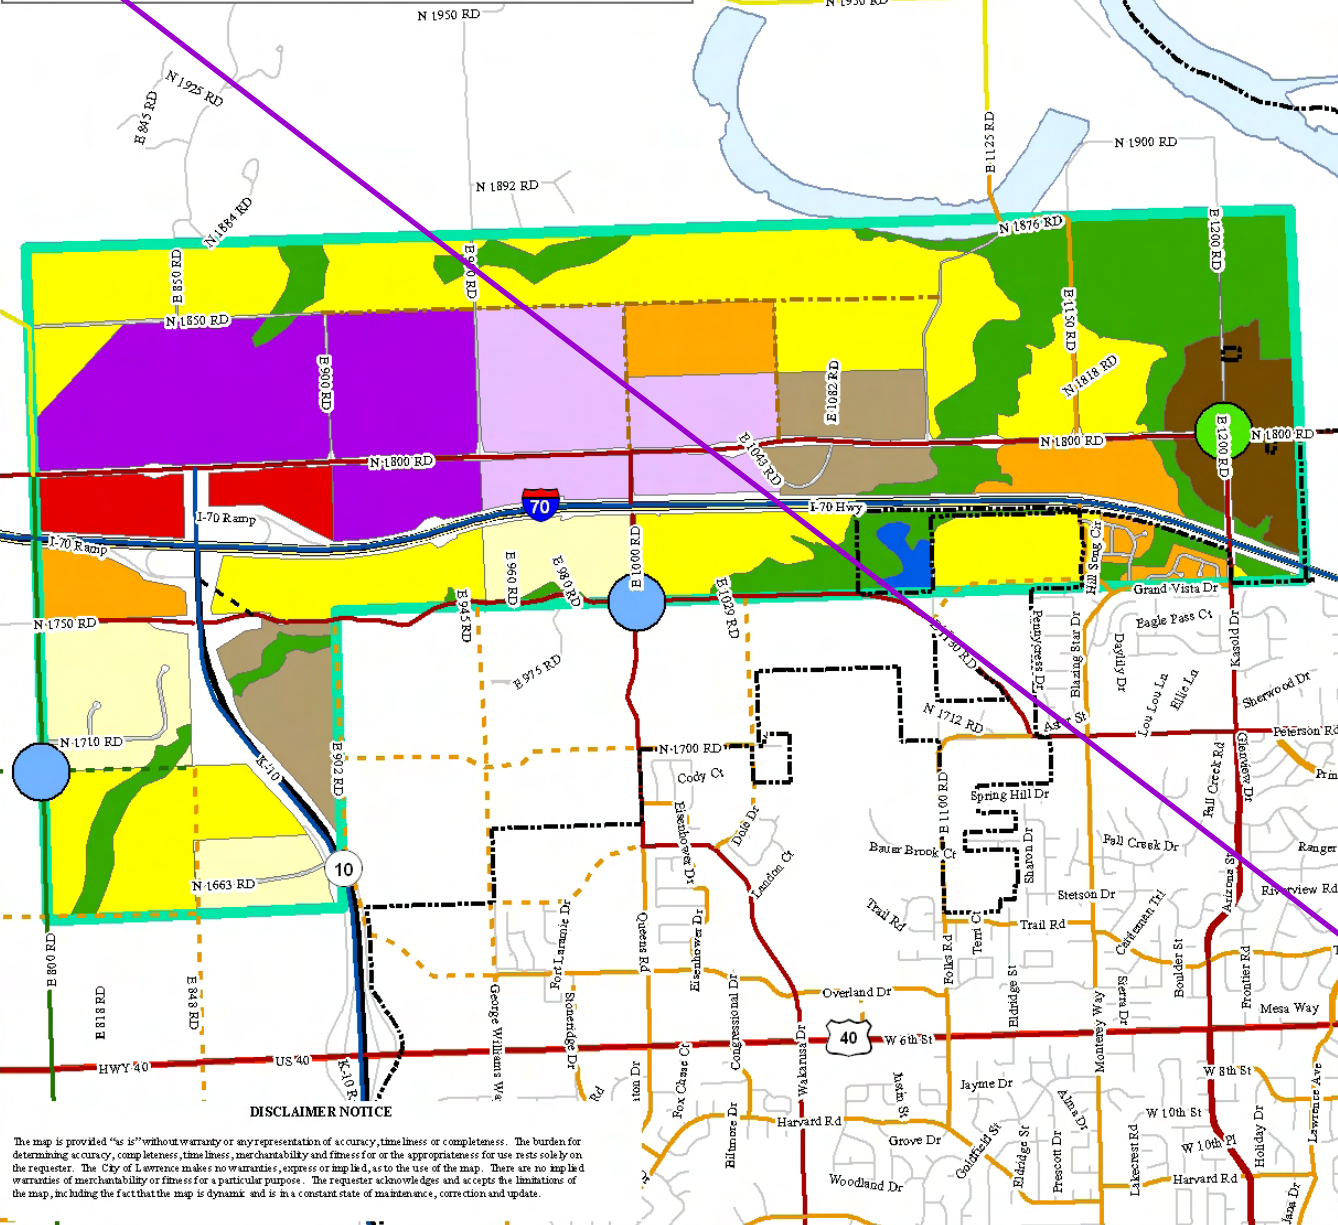 N 1950 RD
N 1950 RD
N 1925 RD
E 845 RD
E 1125 RD
N 1900 RD
N 1892 RD
N 1884 RD
N 1876 RD
E 1200 RD
E 850 RD
E 1150 RD
N 1850 RD
E 900 RD
E 1082 RD
N 1818 RD
E 1200 RD
N 1800 RD
N 1800 RD
N 1800 RD
E 1043 RD
70
I-70 Hwy
I-70 Ramp
I-70 Ramp
E 1000 RD
Hill Song Cir
E 960 RD
E 980 RD
E 945 RD
E 1029 RD
Grand Vista Dr
N 1750 RD
E 1130 RD
Pennycress Dr
Blazing Star Dr
Eagle Pass Ct
Daylily Dr
Kasold Dr
E 975 RD
Lou Lou Ln
Ellie Ln
Sherwood Dr
N 1712 RD
Aster St
Peterson Rd
N 1710 RD
N 1700 RD
K-10
E 902 RD
Cody Ct
Fall Creek Rd
Glenview Dr
Prin
Spring Hill Dr
E 1100 RD
Eisenhower Dr
Dole Dr
Bauer Brook Ct
Sharon Dr
Fall Creek Dr
Ranger
10
Landon Ct
N 1663 RD
Stetson Dr
Arizona St
Riverview Rd
Trail Rd
Trail Rd
Terri Ct
Fort Laramie Dr
Queens Rd
Eisenhower Dr
Folks Rd
Boulder St
Frontier Rd
E 800 RD
E 818 RD
E 848 RD
George Williams Wa
Stoneridge Dr
Congressional Dr
Overland Dr
Eldridge St
Monterey Way
Sierra Dr
Mesa Way
40
W 6th St
Wakarusa Dr
HWY 40
US 40
K-10 R
Rd
ton Dr
Fox Chase Ct
Justin St
Jayme Dr
Alma Dr
W 8th St
Lawrence Ave
W 10th St
Biltmore Dr
Harvard Rd
Grove Dr
Goldfield St
Eldridge St
Prescott Dr
Lakecrest Rd
W 10th Pl
Holiday Dr
Woodland Dr
Harvard Rd
Iana Dr
DISCLAIMER NOTICE
The map is provided “as is” without warranty or any representation of accuracy, timeliness or completeness. The burden for
determining accuracy, completeness, timeliness, merchantability and fitness for or the appropriateness for use rests solely on
the requester. The City of Lawrence makes no warranties, express or implied, as to the use of the map. There are no implied
warranties of merchantability or fitness for a particular purpose. The requester acknowledges and accepts the limitations of
the map, including the fact that the map is dynamic and is in a constant state of maintenance, correction and update.